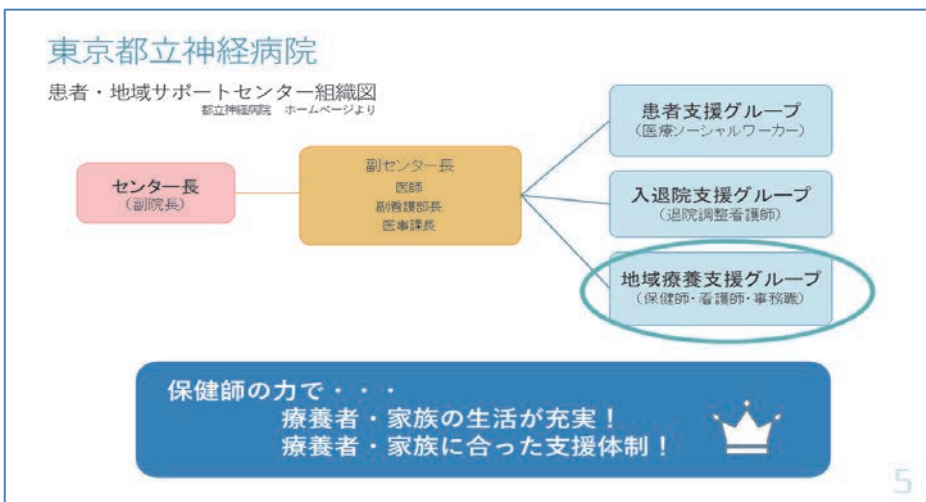 東京都立神経病院
患者・地域サポートセンター組織図
都立神経病院 ホームページより
センター長
(副院長)
副センター長
医師
副看護部長
医事課長
患者支援グループ
(医療ソーシャルワーカー)
入退院支援グループ
(退院調整看護師)
地域療養支援グループ
(保健師・看護師・事務職)
保健師の力で・・・
療養者・家族の生活が充実！
療養者・家族に合った支援体制！
5